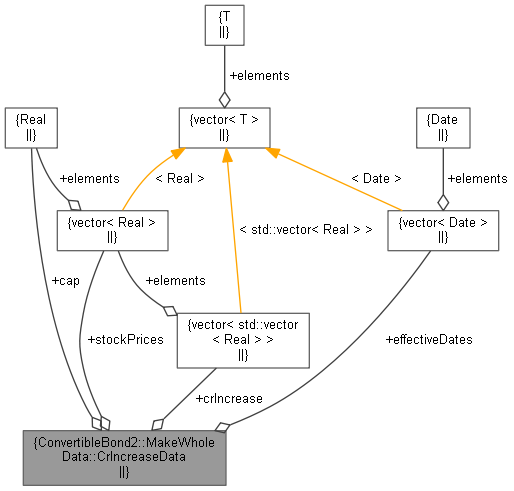 {T
||}
+elements
{Real
||}
{vector< T >
||}
{Date
||}
+elements
< Real >
< Date >
+elements
{vector< Real >
||}
< std::vector< Real > >
{vector< Date >
||}
+cap
+elements
+stockPrices
{vector< std::vector
< Real > >
||}
+effectiveDates
+crIncrease
{ConvertibleBond2::MakeWhole
Data::CrIncreaseData
||}